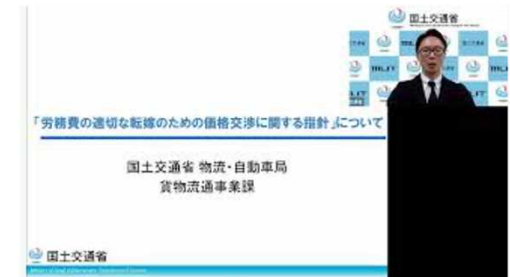 国土交通省
MLIT
「労務費の適切な転嫁のための価格交渉に関する指針」について
国土交通省 物流・自動車局
貨物流通事業課
国土交通省